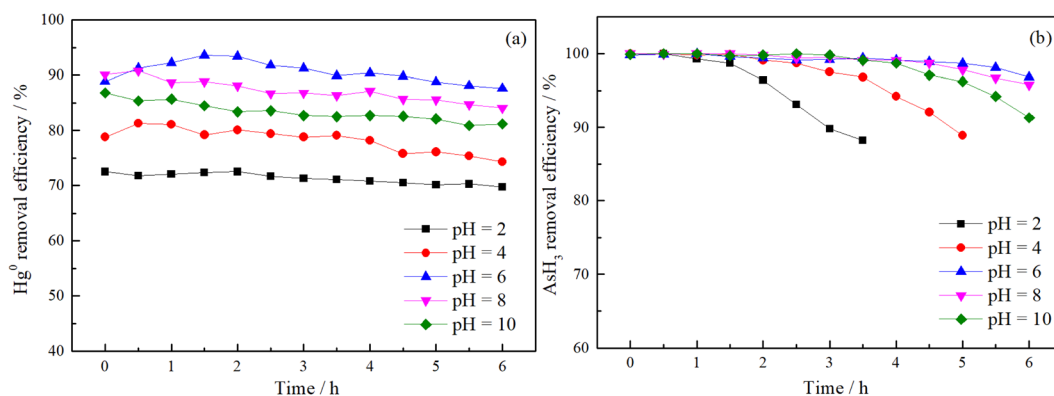 (a)
Hg⁰ removal efficiency / %
100
90
80
70
60
50
40
pH = 2
pH = 4
pH = 6
pH = 8
pH = 10
0 1 2 3 4 5 6
Time / h
(b)
AsH₃ removal efficiency / %
100
90
80
70
60
pH = 2
pH = 4
pH = 6
pH = 8
pH = 10
0 1 2 3 4 5 6
Time / h